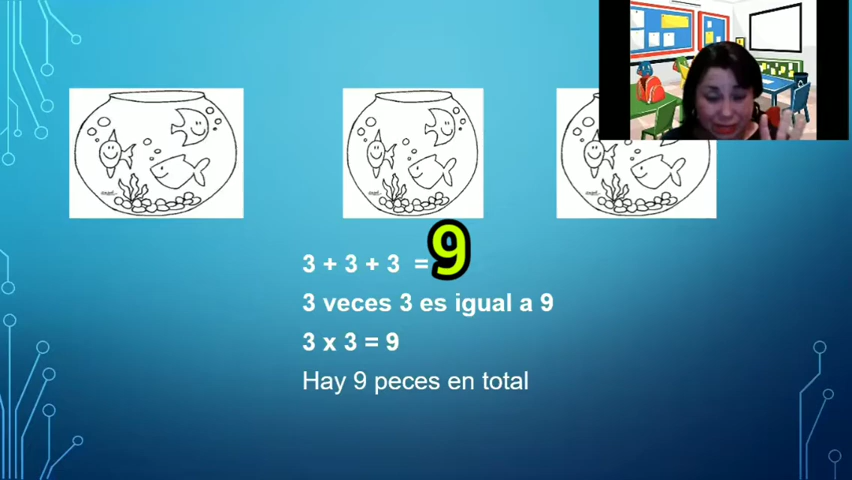 3 + 3 + 3 = 9
3 veces 3 es igual a 9
3 x 3 = 9
Hay 9 peces en total